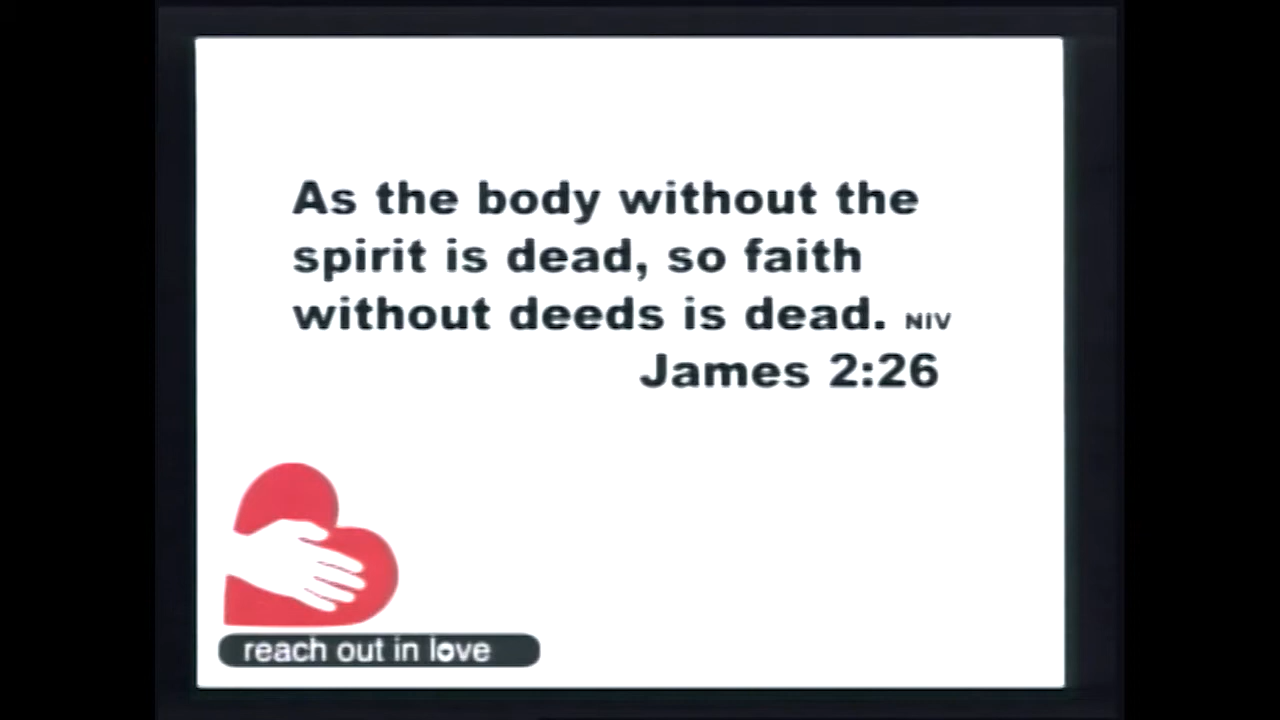 As the body without the
spirit is dead, so faith
without deeds is dead. NIV
James 2:26
reach out in love